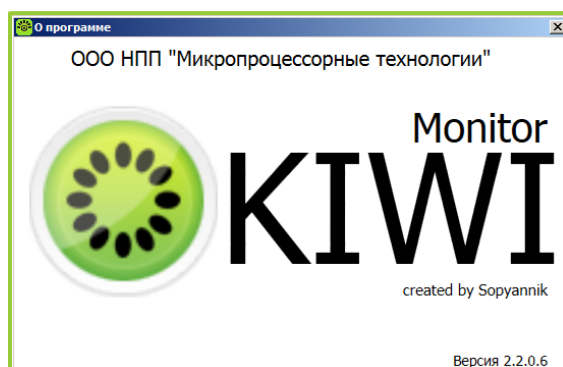 О программе
ООО НПП "Микропроцессорные технологии"
Monitor
KIWI
created by Sopyannik
Версия 2.2.0.6